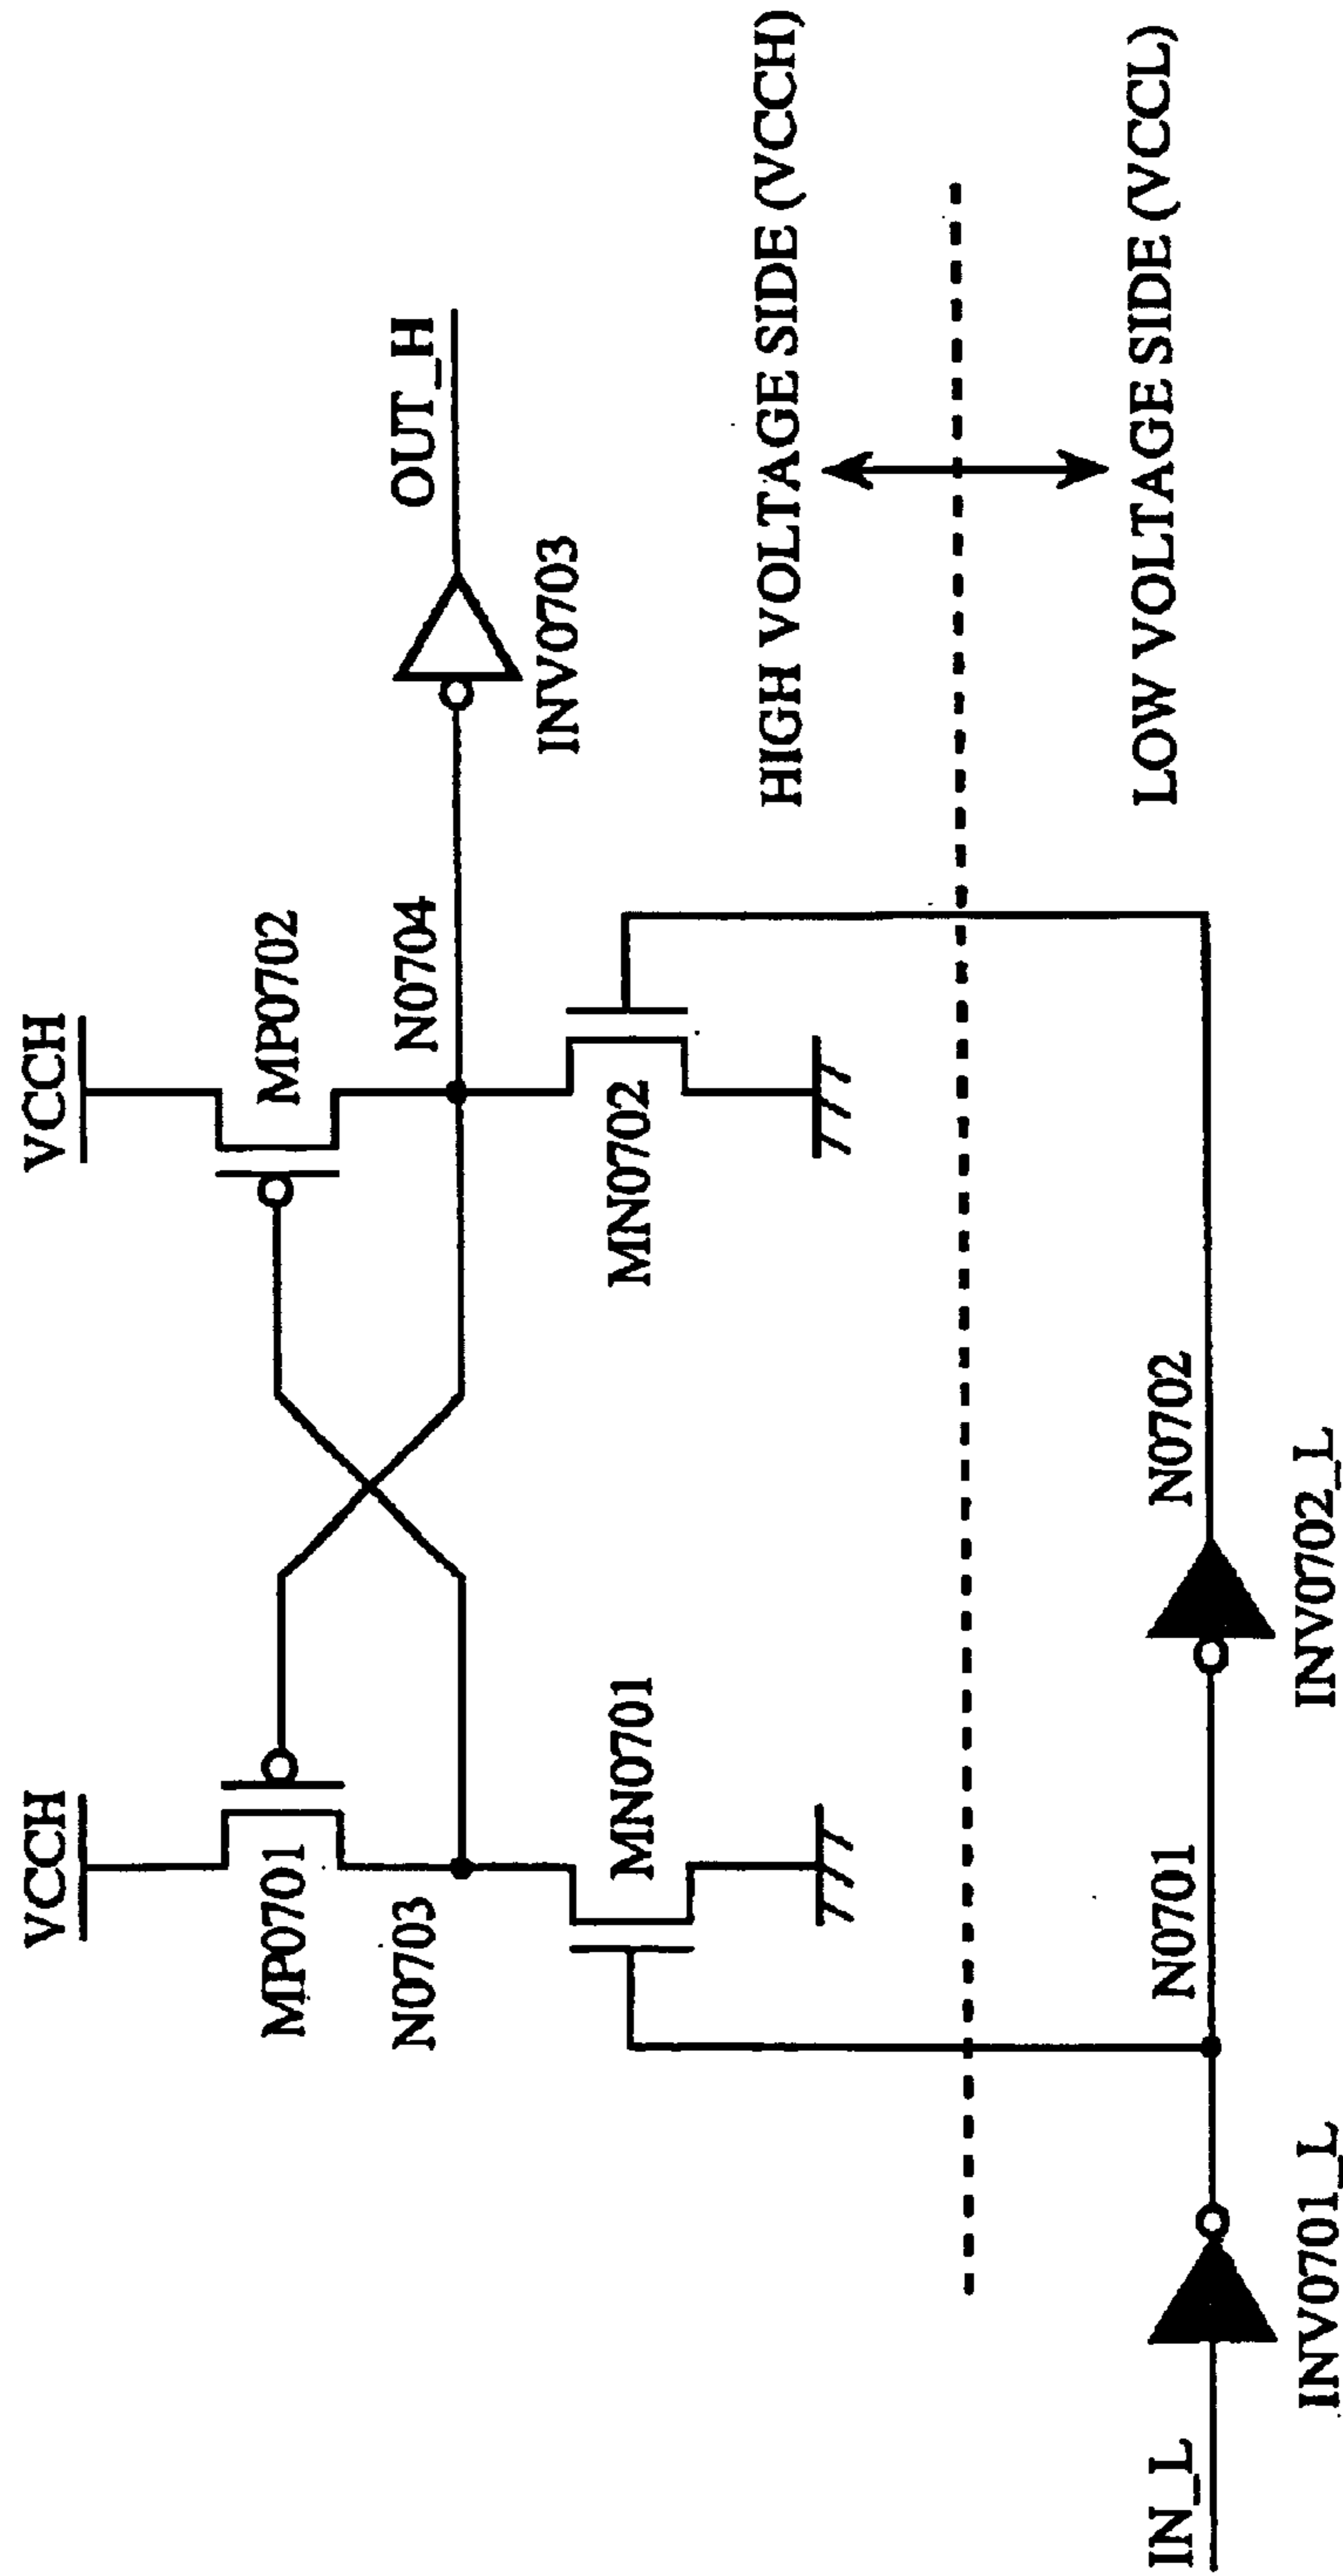 VCCH
VCCH
MP0701
MP0702
N0703
N0704
OUT_H
MN0701
MN0702
INV0703
HIGH VOLTAGE SIDE (VCCH)
LOW VOLTAGE SIDE (VCCL)
IN_L
N0701
N0702
INV0701_L
INV0702_L